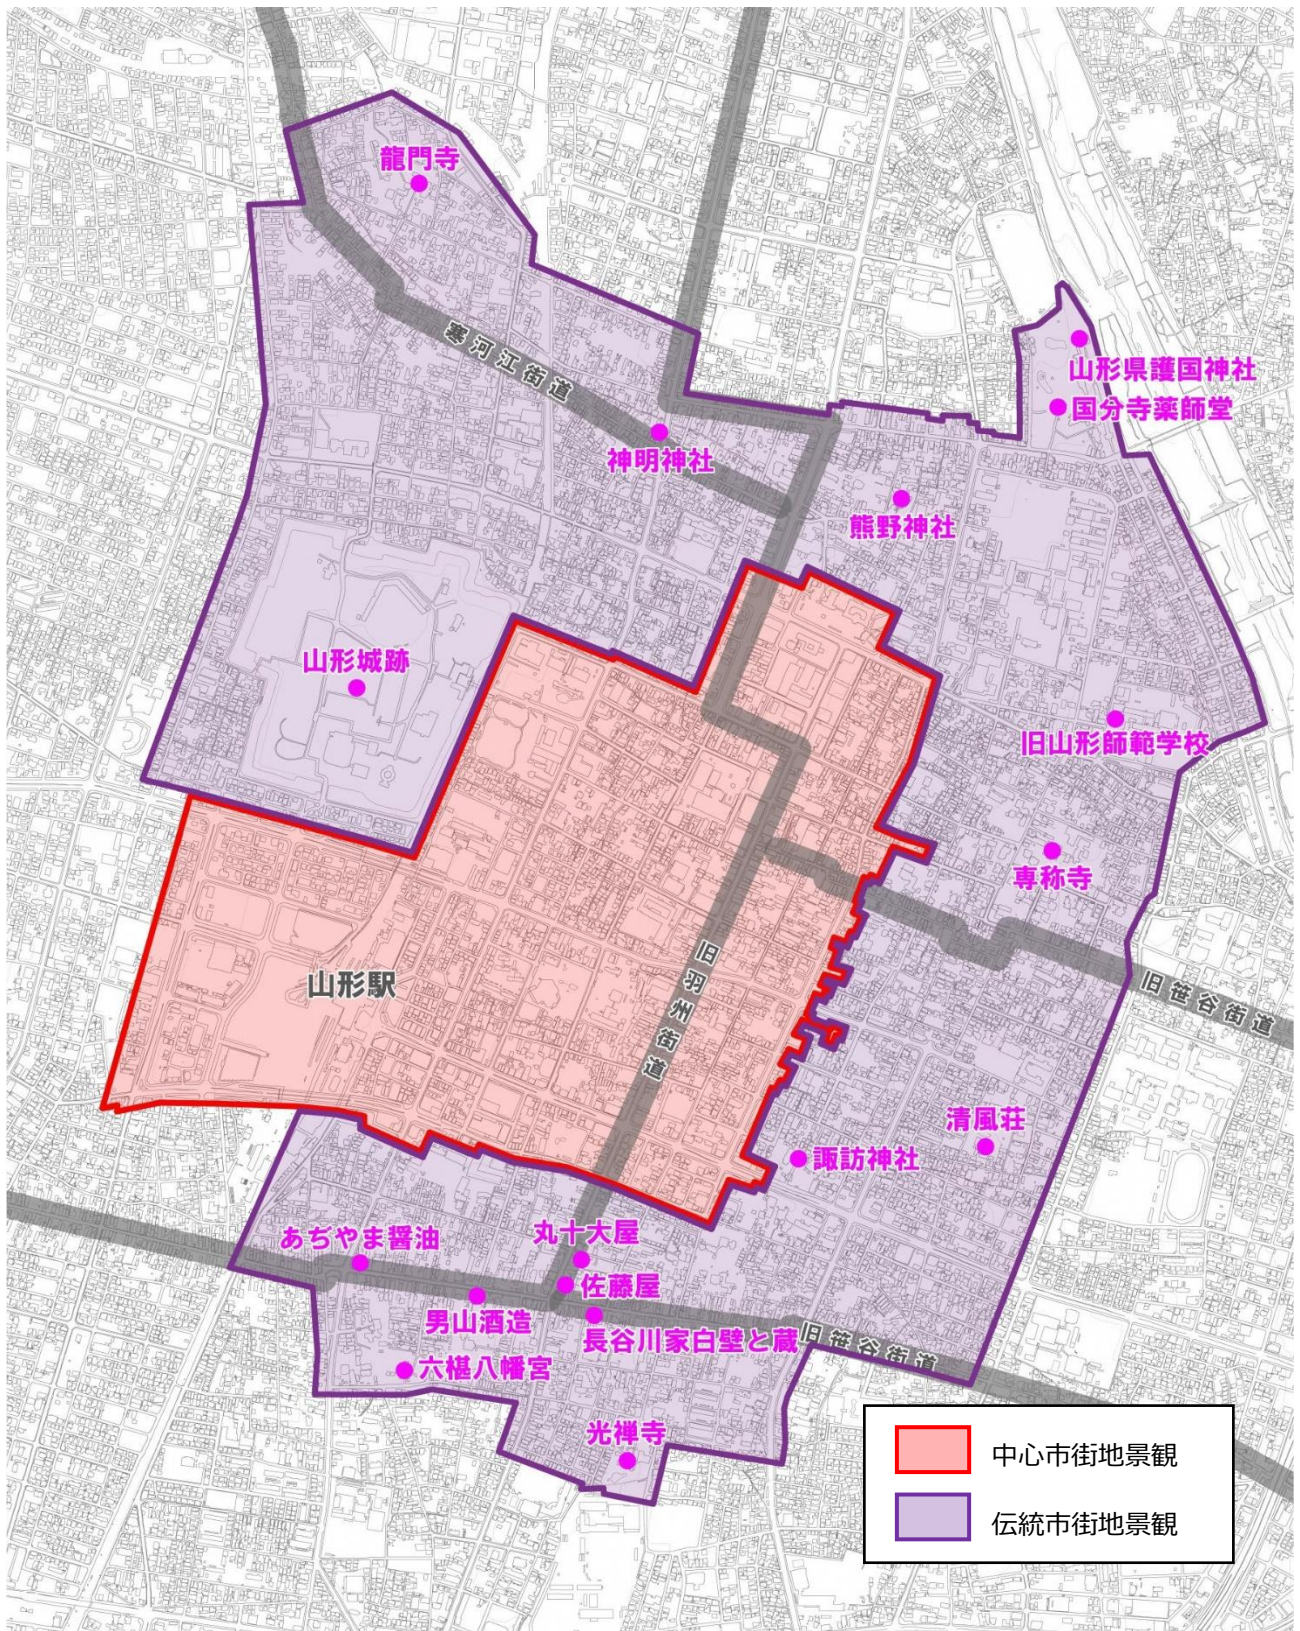 龍門寺
寒河江街道
山形県護国神社
国分寺薬師堂
神明神社
熊野神社
山形城跡
旧山形師範学校
専称寺
旧羽州街道
山形駅
旧笹谷街道
清風荘
諏訪神社
あぢやま醤油
丸十大屋
佐藤屋
男山酒造
長谷川家白壁と蔵
旧笹谷街道
六椹八幡宮
光禅寺
中心市街地景観
伝統市街地景観